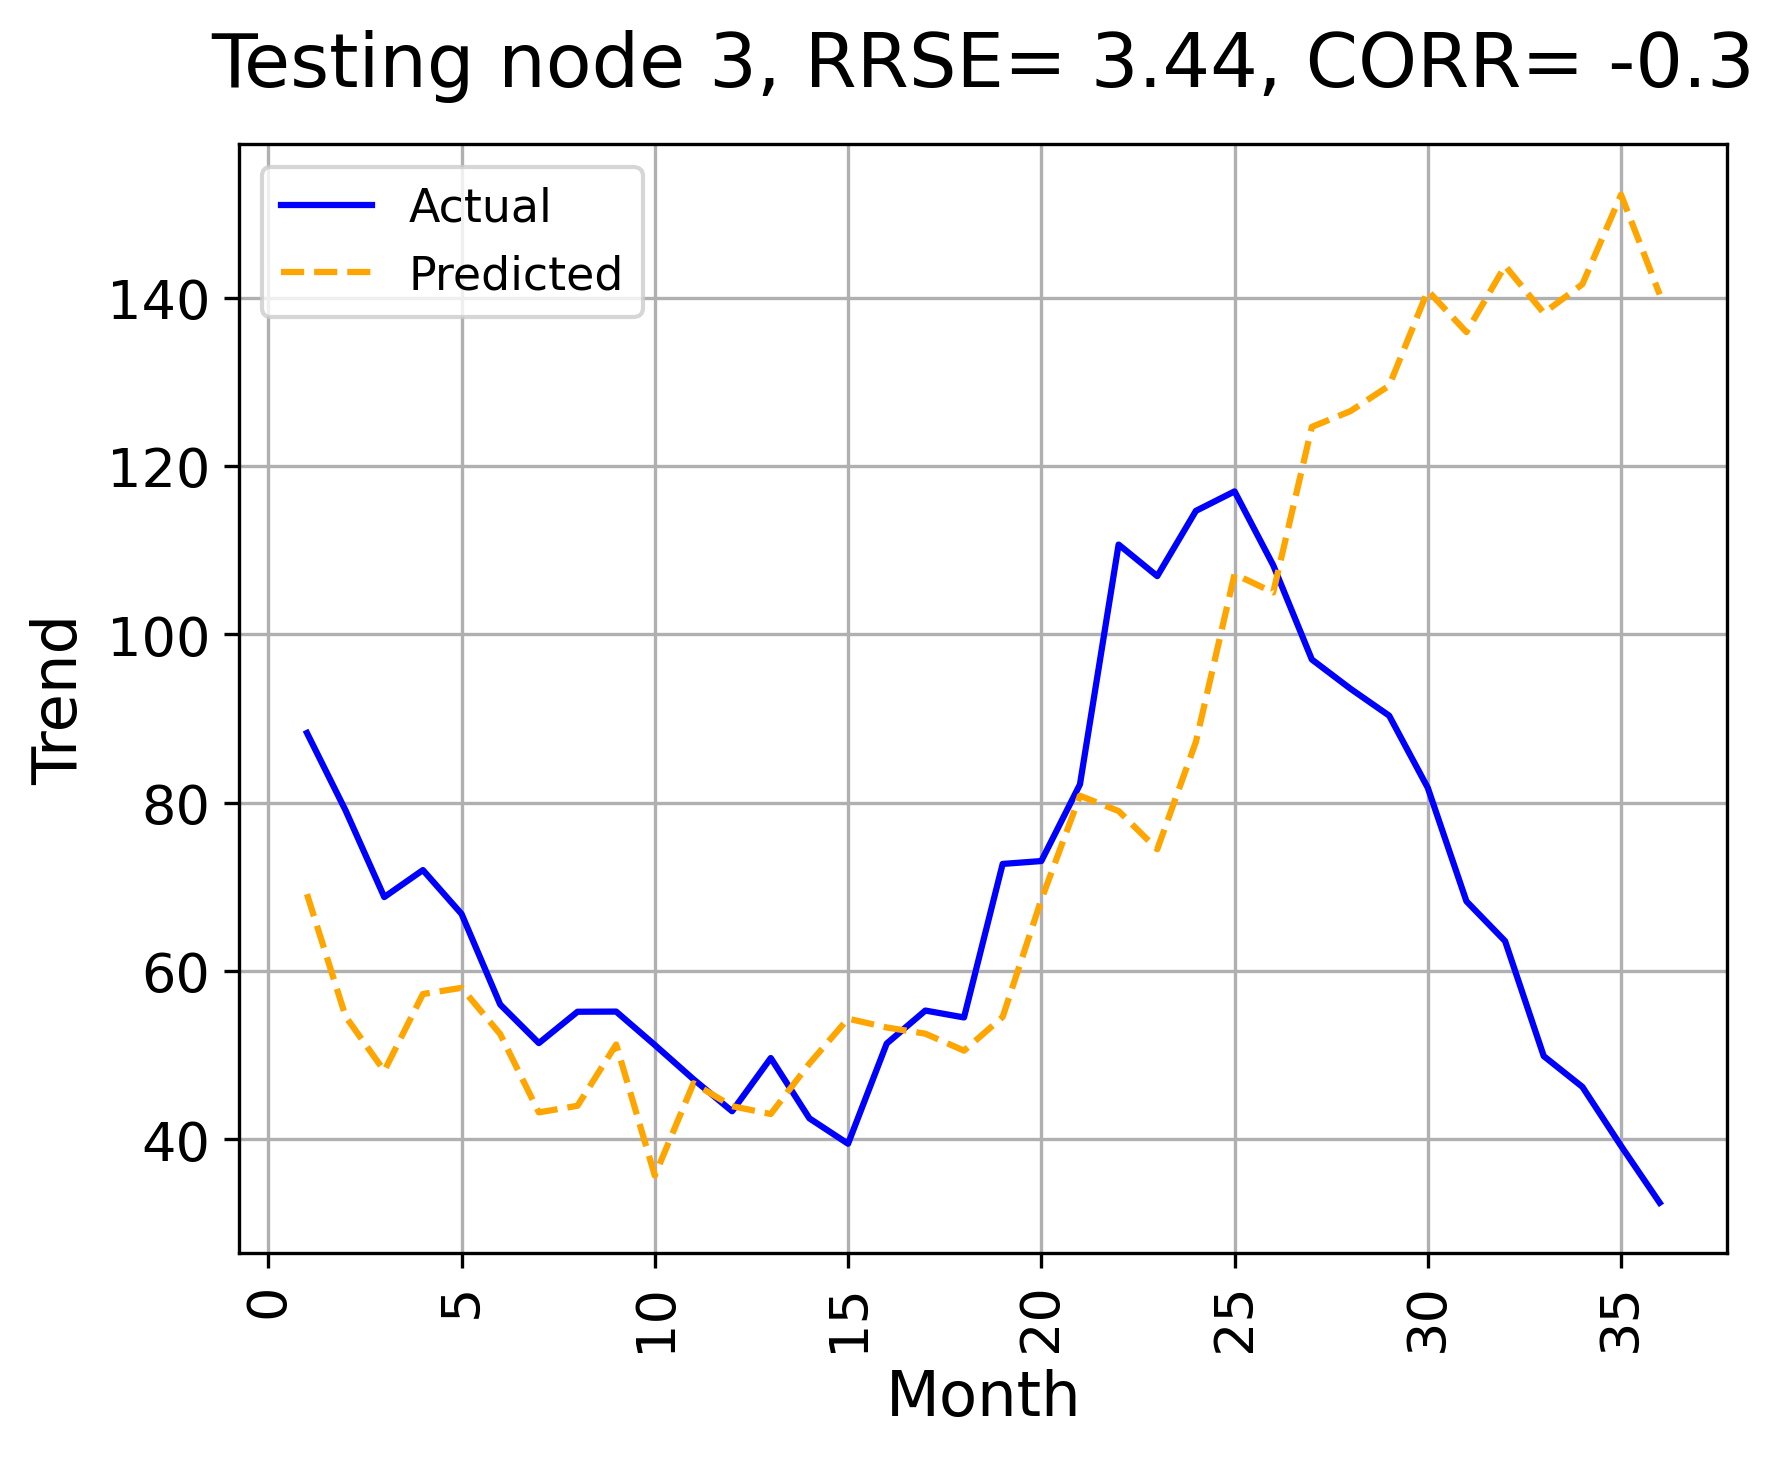 Testing node 3, RRSE= 3.44, CORR= -0.3
Actual
Predicted
140
120
100
80
60
40
Trend
0
5
10
15
20
25
30
35
Month